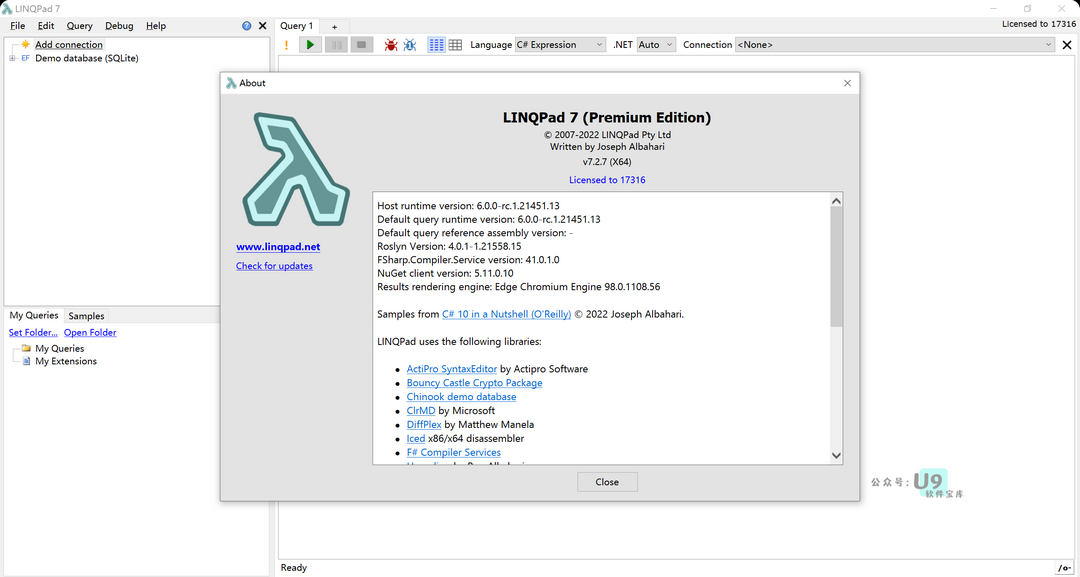 LINQPad 7
File Edit Query Debug Help
Add connection
EF Demo database (SQLite)
Query 1 +
Licensed to 17316
Language C# Expression .NET Auto Connection <None>
About
LINQPad 7 (Premium Edition)
© 2007-2022 LINQPad Pty Ltd
Written by Joseph Albahari
v7.2.7 (X64)
Licensed to 17316
www.linqpad.net
Check for updates
Host runtime version: 6.0.0-rc.1.21451.13
Default query runtime version: 6.0.0-rc.1.21451.13
Default query reference assembly version: -
Roslyn Version: 4.0.1-1.21558.15
FSharp.Compiler.Service version: 41.0.1.0
NuGet client version: 5.11.0.10
Results rendering engine: Edge Chromium Engine 98.0.1108.56
Samples from C# 10 in a Nutshell (O'Reilly) © 2022 Joseph Albahari.
LINQPad uses the following libraries:
ActiPro SyntaxEditor by Actipro Software
Bouncy Castle Crypto Package
Chinook demo database
ClrMD by Microsoft
DiffPlex by Matthew Manela
Iced x86/x64 disassembler
F# Compiler Services
Close
My Queries Samples
Set Folder... Open Folder
My Queries
My Extensions
公众号: U9
软件宝库
Ready
/o-